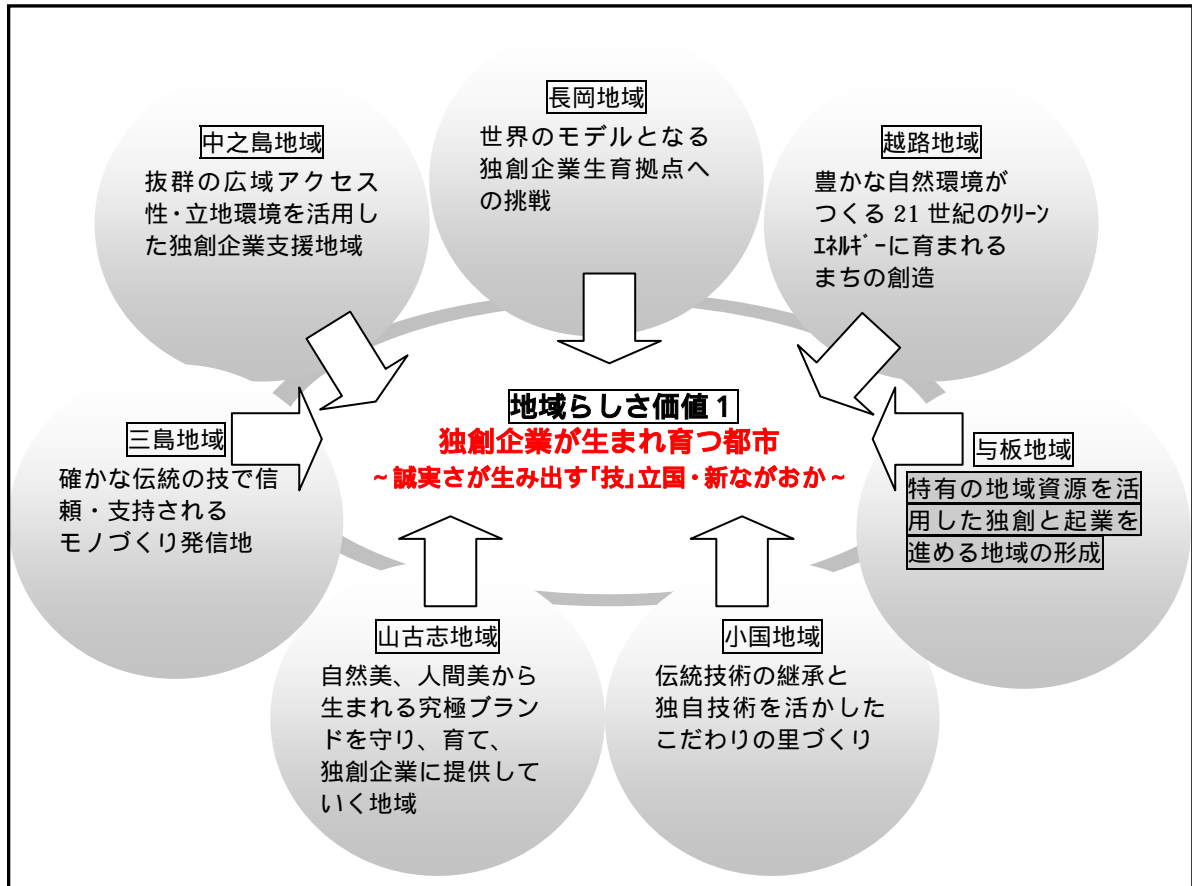 長岡地域
世界のモデルとなる
独創企業生育拠点へ
の挑戦
中之島地域
抜群の広域アクセス
性・立地環境を活用し
た独創企業支援地域
越路地域
豊かな自然環境が
つくる 21 世紀のｸﾘｰﾝ
ｴﾈﾙｷﾞｰに育まれる
まちの創造
地域らしさ価値１
独創企業が生まれ育つ都市
～誠実さが生み出す「技」立国・新ながおか～
三島地域
確かな伝統の技で信
頼・支持される
モノづくり発信地
与板地域
特有の地域資源を活
用した独創と起業を
進める地域の形成
山古志地域
自然美、人間美から
生まれる究極ブラン
ドを守り、育て、
独創企業に提供して
いく地域
小国地域
伝統技術の継承と
独自技術を活かした
こだわりの里づくり